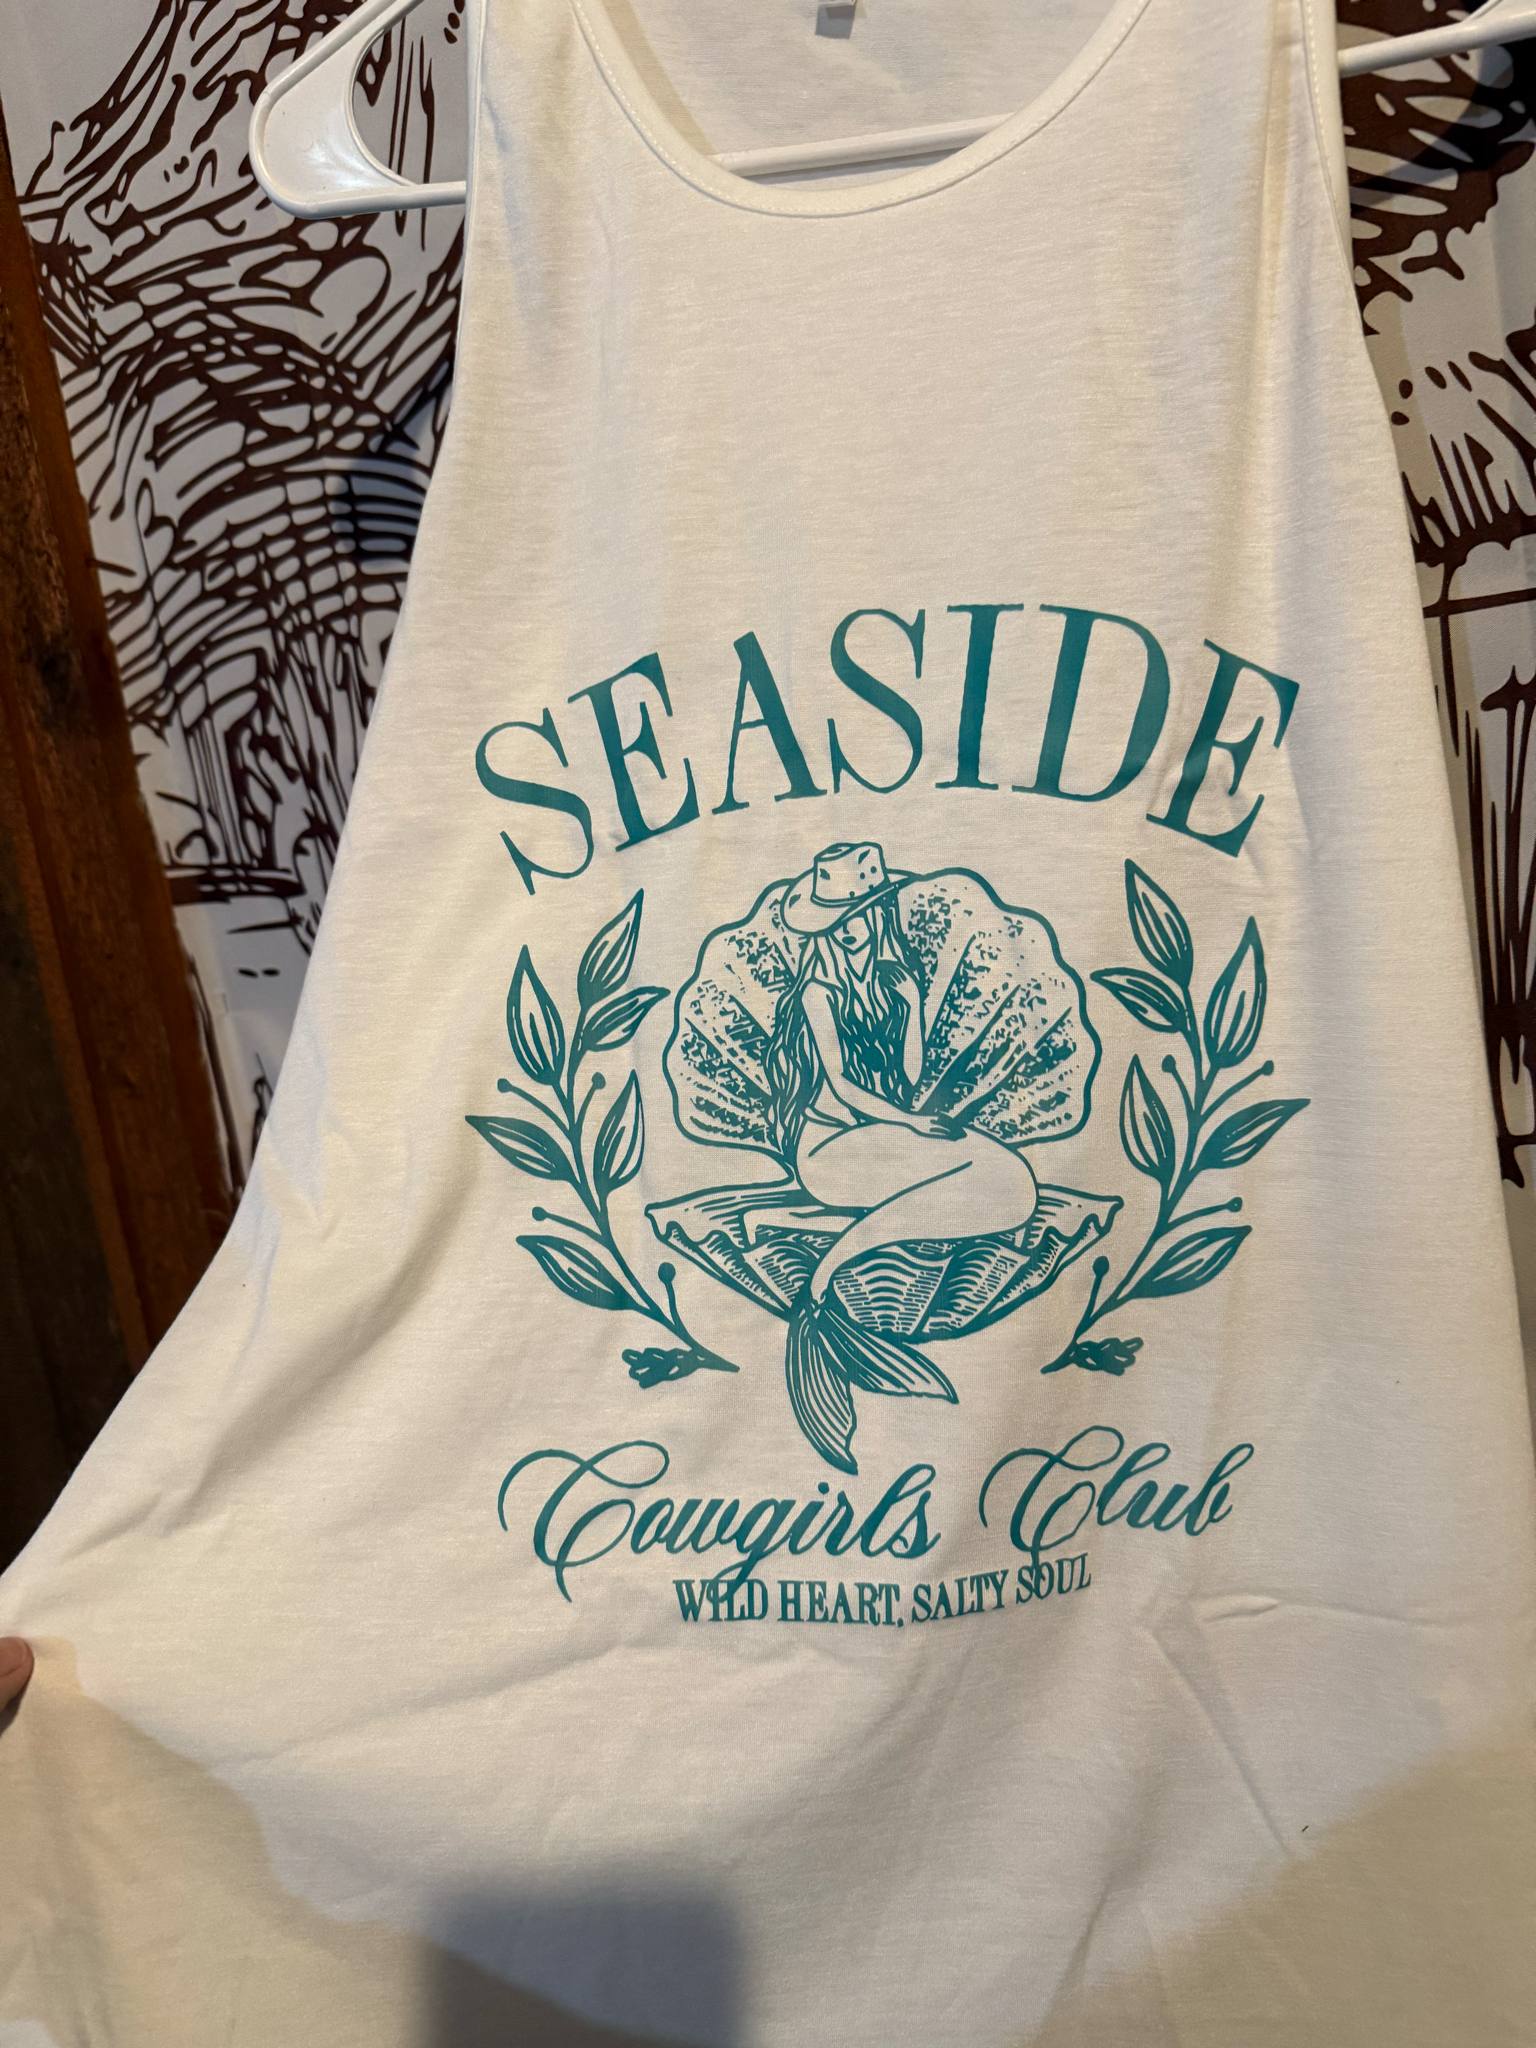 SEASIDE
Cowgirls Club
WILD HEART, SALTY SOUL